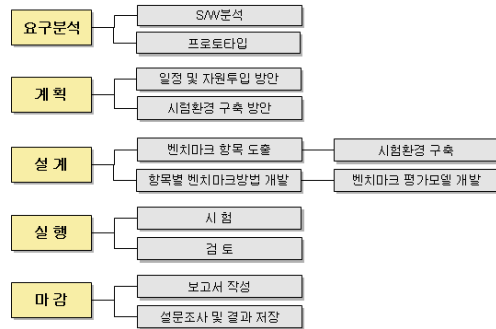 요구분석
S/W분석
프로토타입
계 획
일정 및 자원투입 방안
시험환경 구축 방안
설 계
벤치마크 항목 도출
시험환경 구축
항목별 벤치마크방법 개발
벤치마크 평가모델 개발
실 행
시 험
검 토
마 감
보고서 작성
설문조사 및 결과 저장